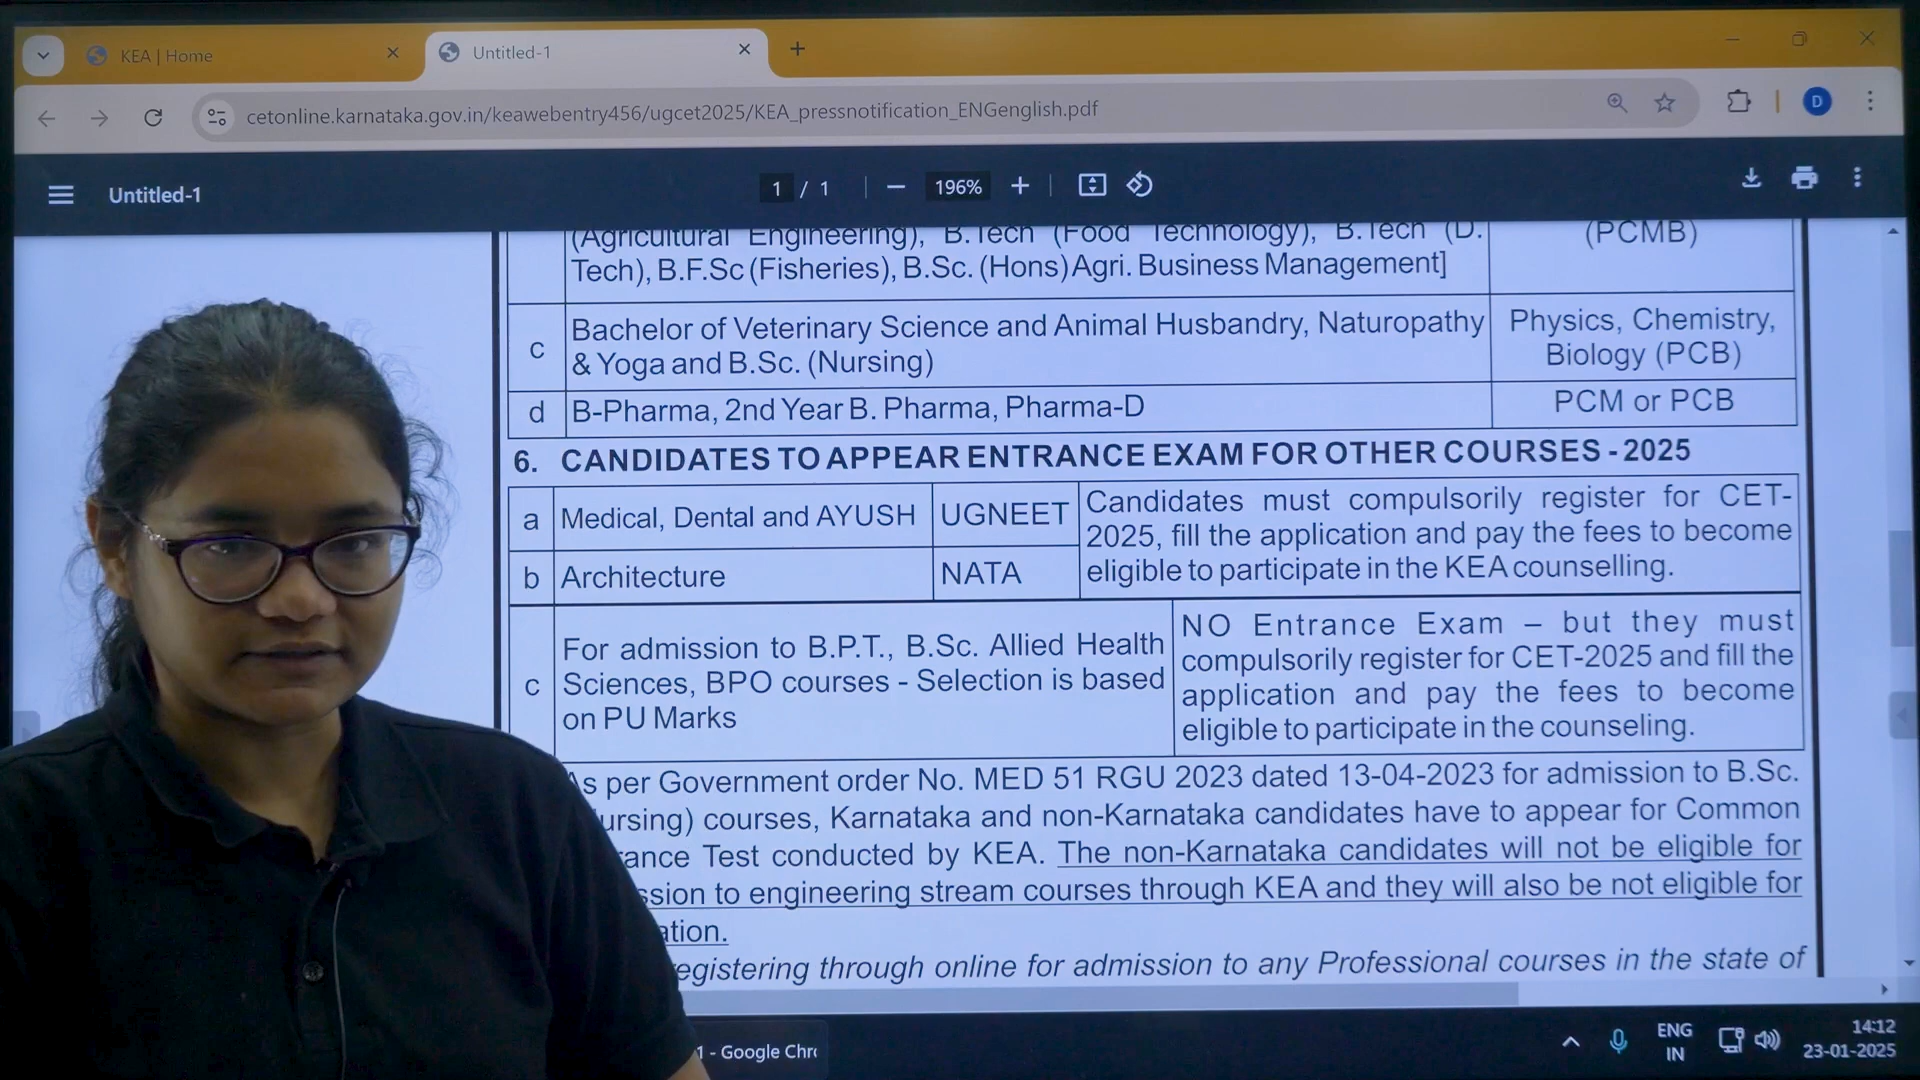 KEA | Home
Untitled-1
cetonline.karnataka.gov.in/keawebentry456/ugcet2025/KEA_pressnotification_ENGenglish.pdf
D
Untitled-1
1 / 1
196%
(Agricultural Engineering), B.Tech (Food Technology), B.Tech (D.
Tech), B.F.Sc (Fisheries), B.Sc. (Hons) Agri. Business Management]
(PCMB)
c
Bachelor of Veterinary Science and Animal Husbandry, Naturopathy
& Yoga and B.Sc. (Nursing)
Physics, Chemistry,
Biology (PCB)
d
B-Pharma, 2nd Year B. Pharma, Pharma-D
PCM or PCB
6. CANDIDATES TO APPEAR ENTRANCE EXAM FOR OTHER COURSES - 2025
a
Medical, Dental and AYUSH
UGNEET
b
Architecture
NATA
Candidates must compulsorily register for CET-
2025, fill the application and pay the fees to become
eligible to participate in the KEA counselling.
c
For admission to B.P.T., B.Sc. Allied Health
Sciences, BPO courses - Selection is based
on PU Marks
NO Entrance Exam – but they must
compulsorily register for CET-2025 and fill the
application and pay the fees to become
eligible to participate in the counseling.
As per Government order No. MED 51 RGU 2023 dated 13-04-2023 for admission to B.Sc.
ursing) courses, Karnataka and non-Karnataka candidates have to appear for Common
rance Test conducted by KEA. The non-Karnataka candidates will not be eligible for
ssion to engineering stream courses through KEA and they will also be not eligible for
ation.
egistering through online for admission to any Professional courses in the state of
1 - Google Chr
ENG
IN
14:12
23-01-2025